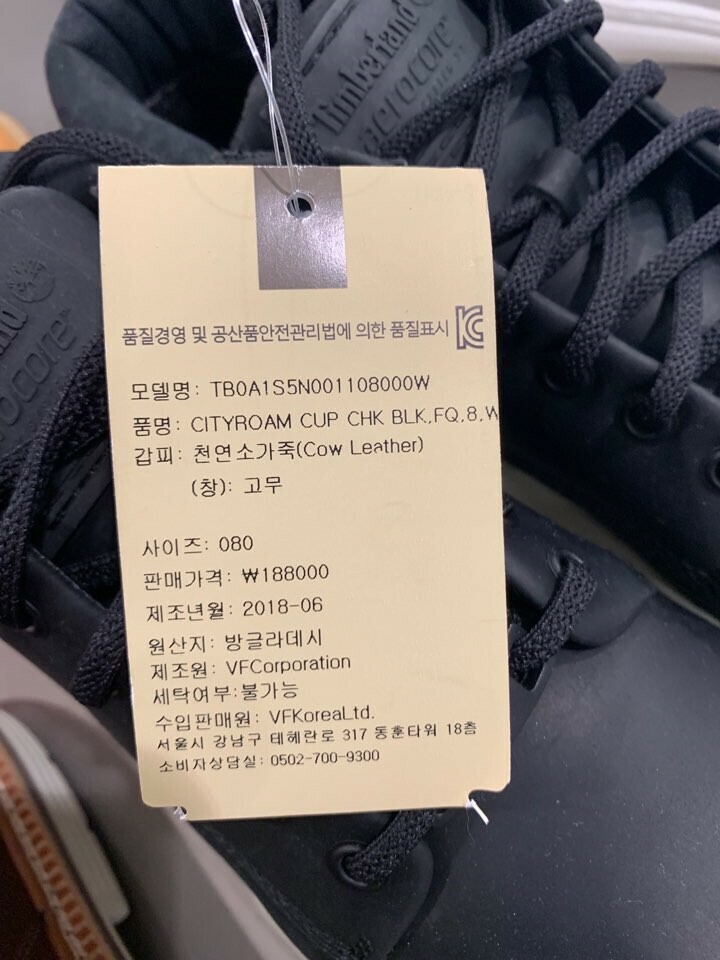 Timberland
aerocore
품질경영 및 공산품안전관리법에 의한 품질표시
모델명: TB0A1S5N001108000W
품명: CITYROAM CUP CHK BLK,FQ,8,W
갑피: 천연소가죽(Cow Leather)
(창): 고무
사이즈: 080
판매가격: ₩188000
제조년월: 2018-06
원산지: 방글라데시
제조원: VFCorporation
세탁여부:불가능
수입판매원: VFKoreaLtd.
서울시 강남구 테헤란로 317 동훈타워 18층
소비자상담실: 0502-700-9300